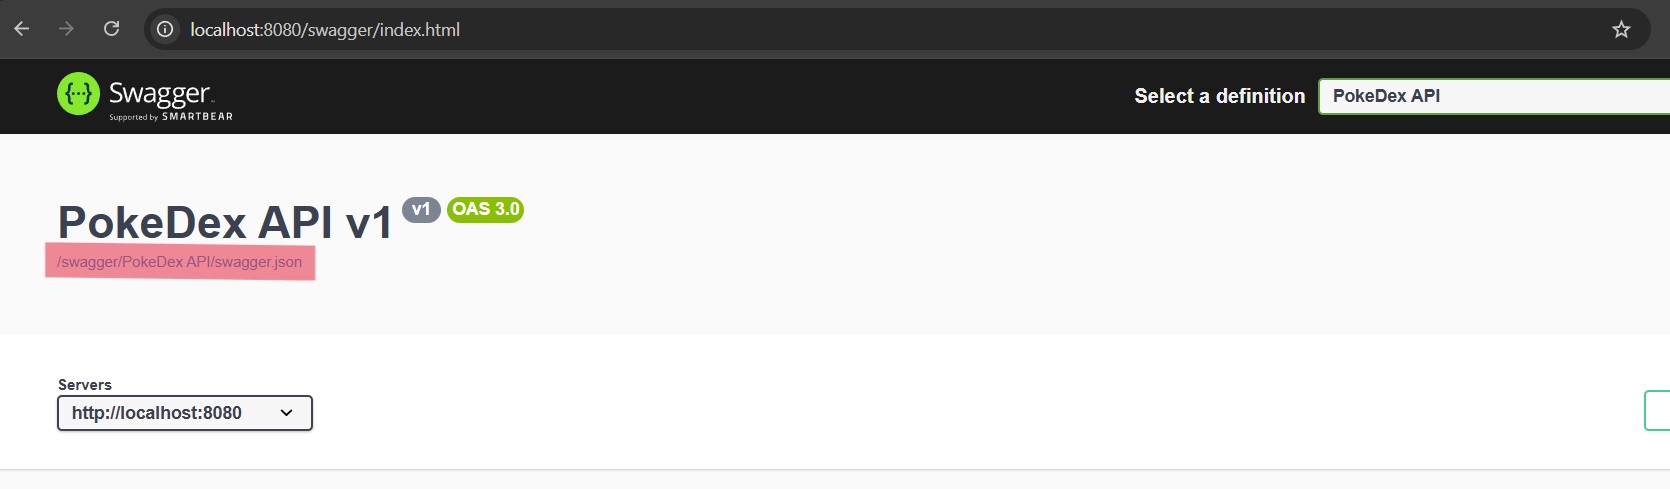 localhost:8080/swagger/index.html
{···} Swagger
Supported by SMARTBEAR
Select a definition
PokeDex API
PokeDex API v1 v1 OAS 3.0
/swagger/PokeDex API/swagger.json
Servers
http://localhost:8080